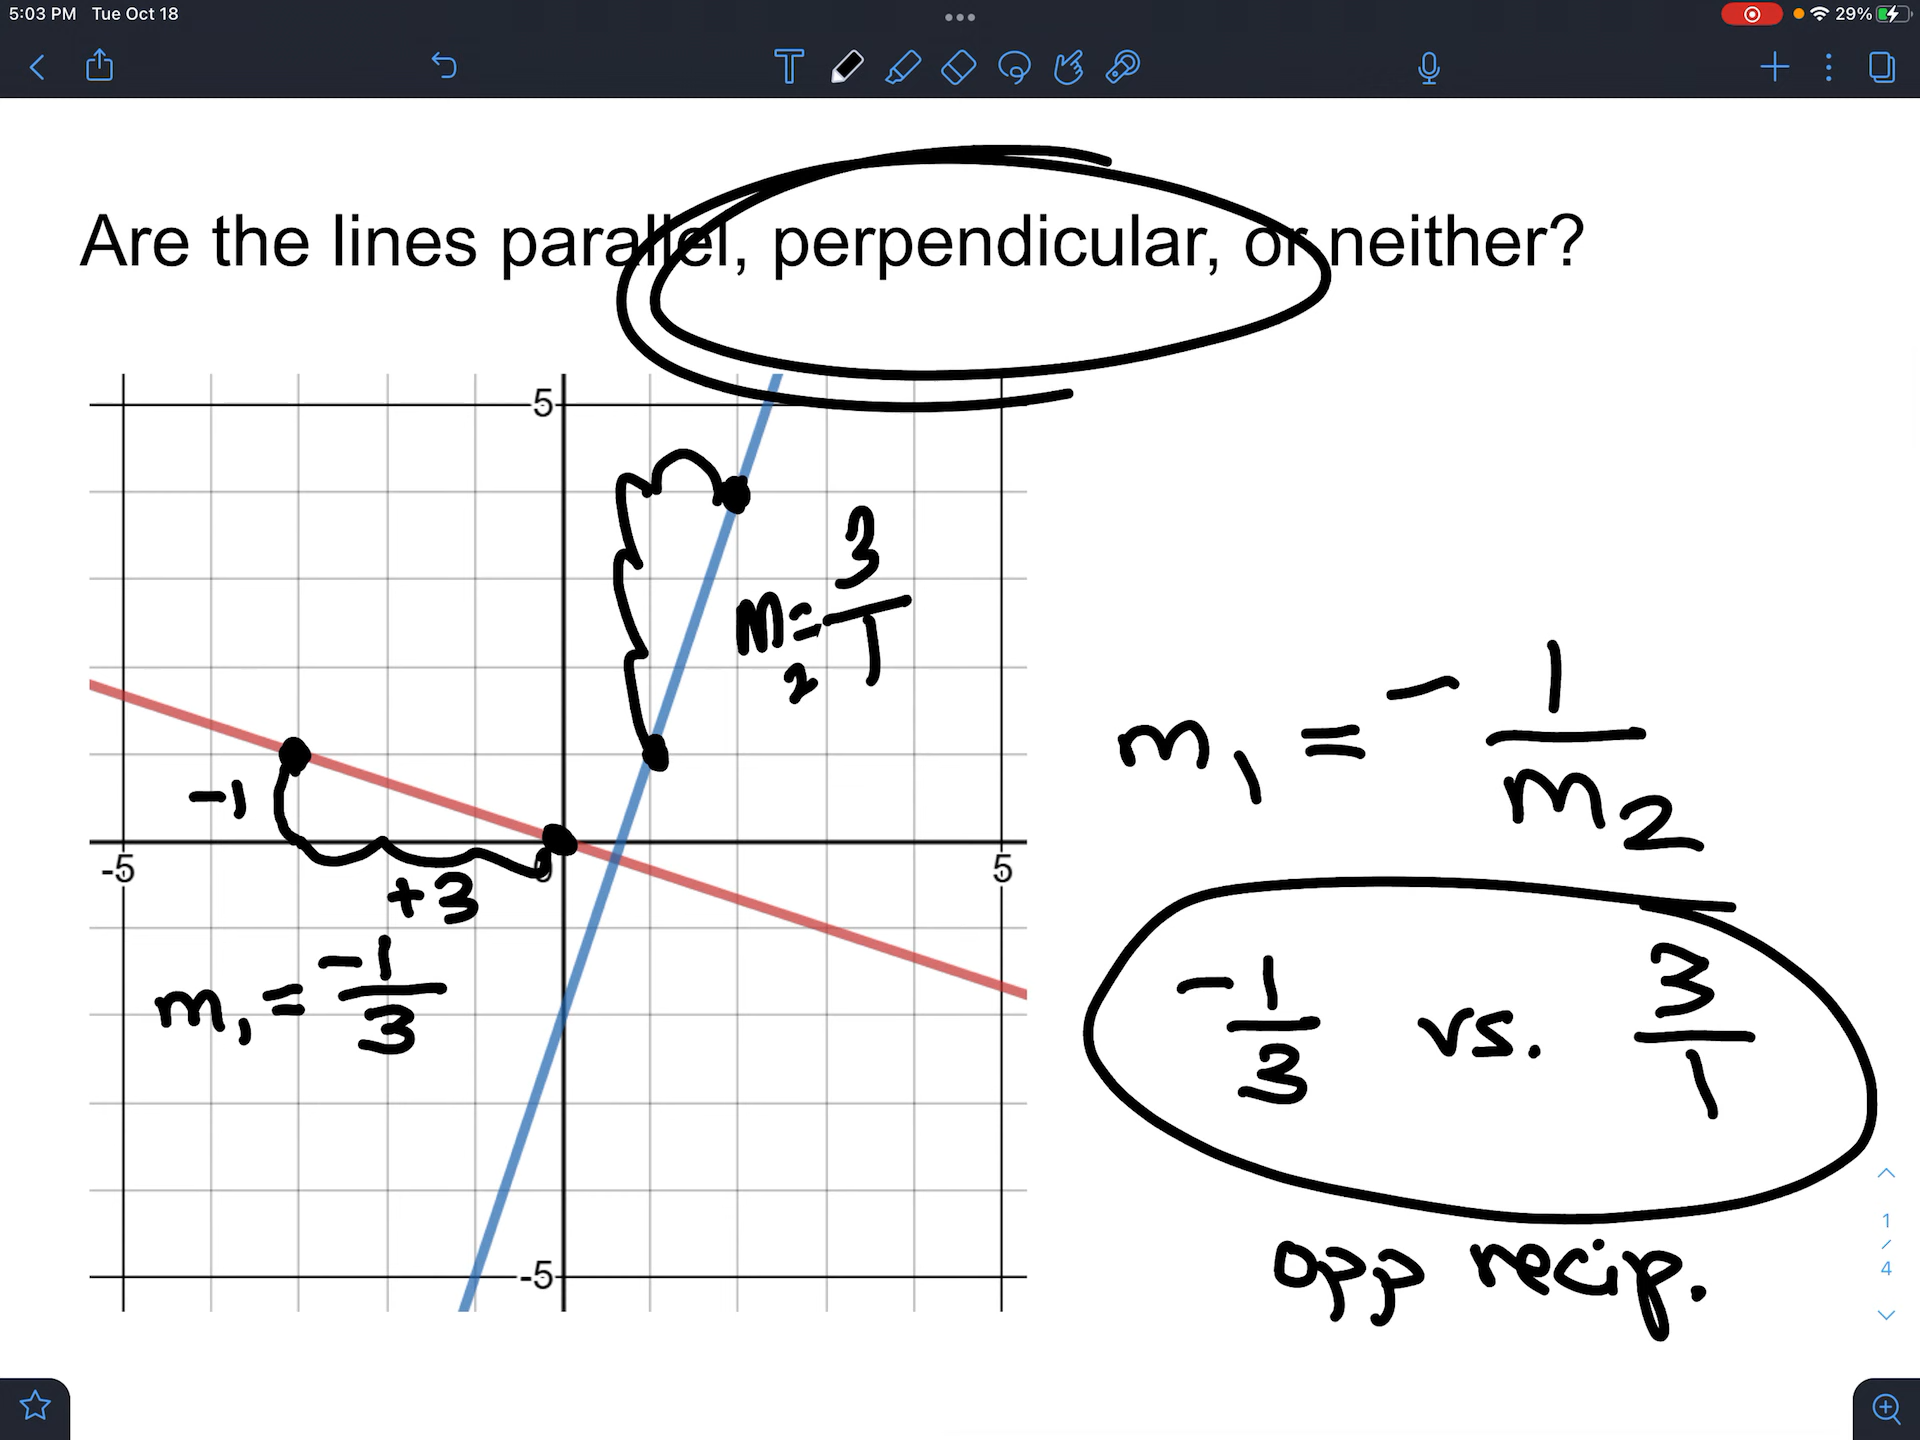 5:03 PM Tue Oct 18
29%
Are the lines parallel, perpendicular, or neither?
5
m₂ = 3/1
-1
-5 0 5
+3
m₁ = -1/3
m₁ = - 1/m₂
-1/3 vs. 3/1
-5
opp recip.
1
/
4